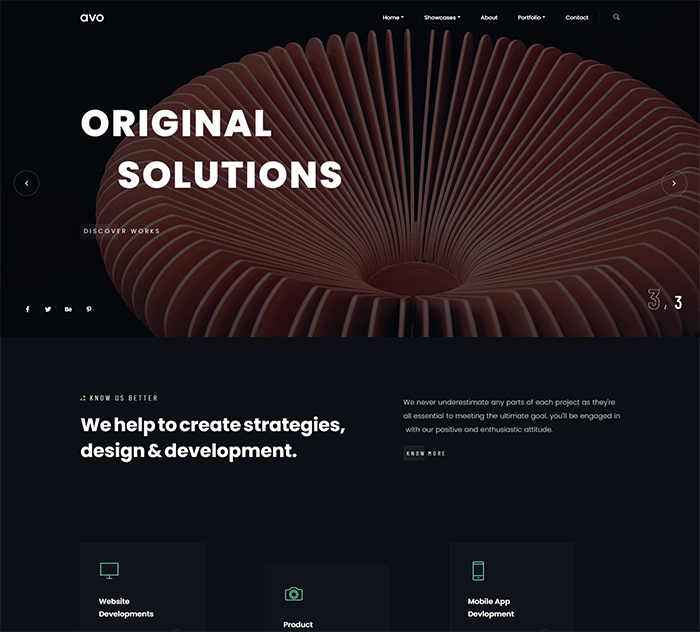 avo
Home Showcases About Portfolio Contact
ORIGINAL
SOLUTIONS
DISCOVER WORKS
Bē
3, 3
KNOW US BETTER
We help to create strategies,
design & development.
We never underestimate any parts of each project as they're
all essential to meeting the ultimate goal, you'll be engaged in
with our positive and enthusiastic attitude.
KNOW MORE
Website
Developments
Product
Mobile App
Devlopment